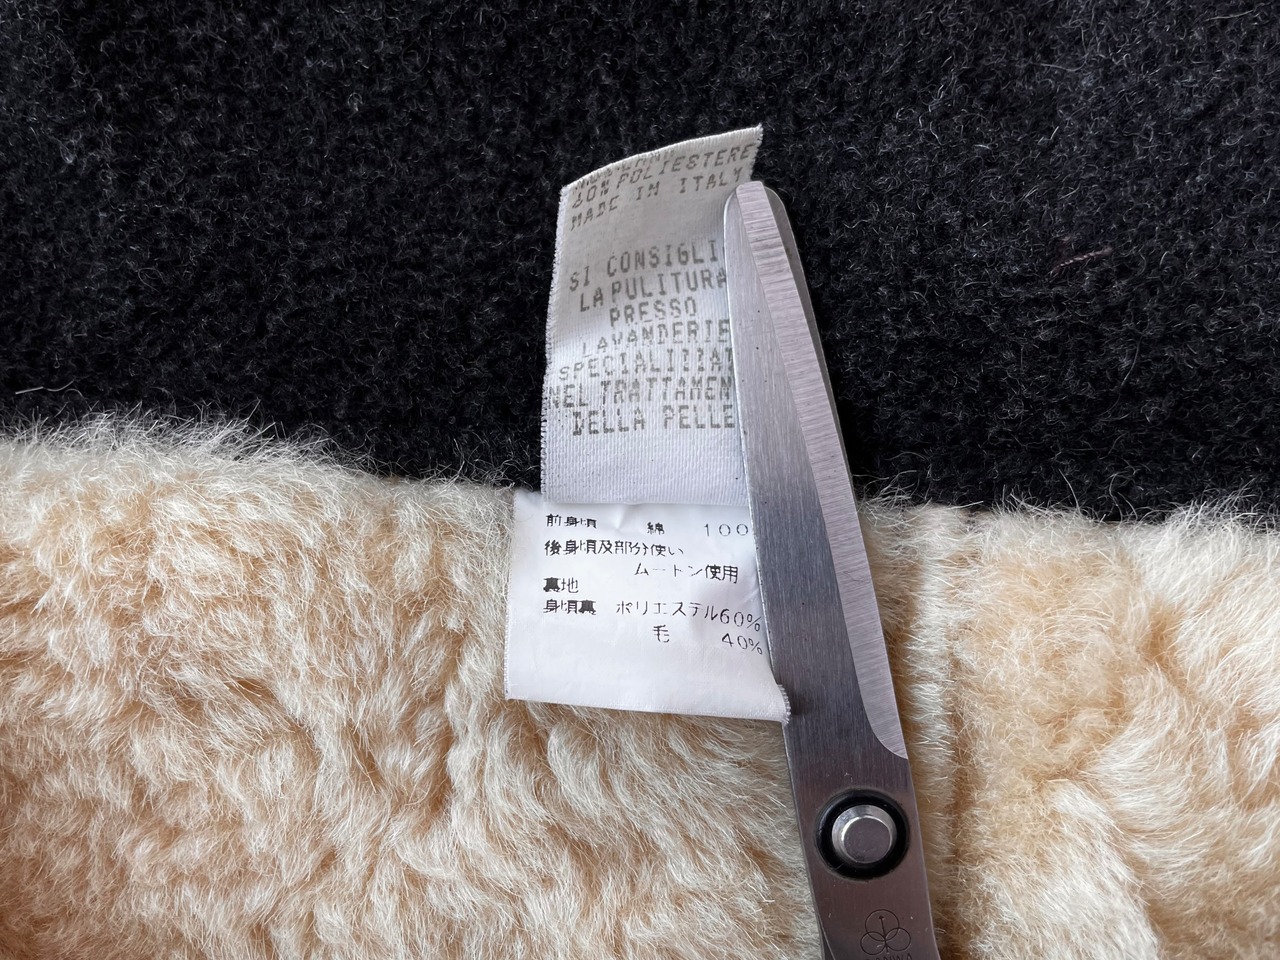 60% POLIESTERE
MADE IN ITALY
SI CONSIGLI
LA PULITURA
PRESSO
LAVANDERIE
SPECIALIZZAT
NEL TRATTAMEN
DELLA PELLE
前身頃 綿 100
後身頃及部分使い
ムートン使用
裏地
身頃裏 ポリエステル60%
毛 40%